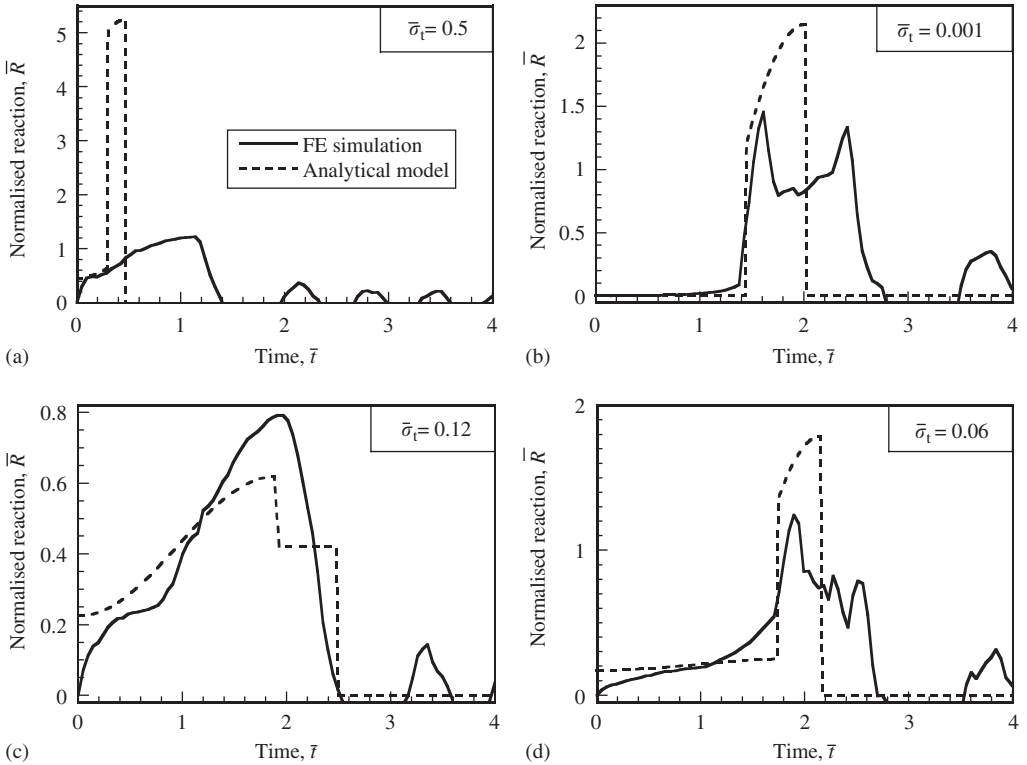 σ̄t= 0.5
Normalised reaction, R̄
5
4
3
2
1
0
FE simulation
Analytical model
0 1 2 3 4
Time, t̄
(a)
σ̄t = 0.001
Normalised reaction, R̄
2
1.5
1
0.5
0
0 1 2 3 4
Time, t̄
(b)
σ̄t= 0.12
Normalised reaction, R̄
0.8
0.6
0.4
0.2
0
0 1 2 3 4
Time, t̄
(c)
σ̄t = 0.06
Normalised reaction, R̄
2
1
0
0 1 2 3 4
Time, t̄
(d)